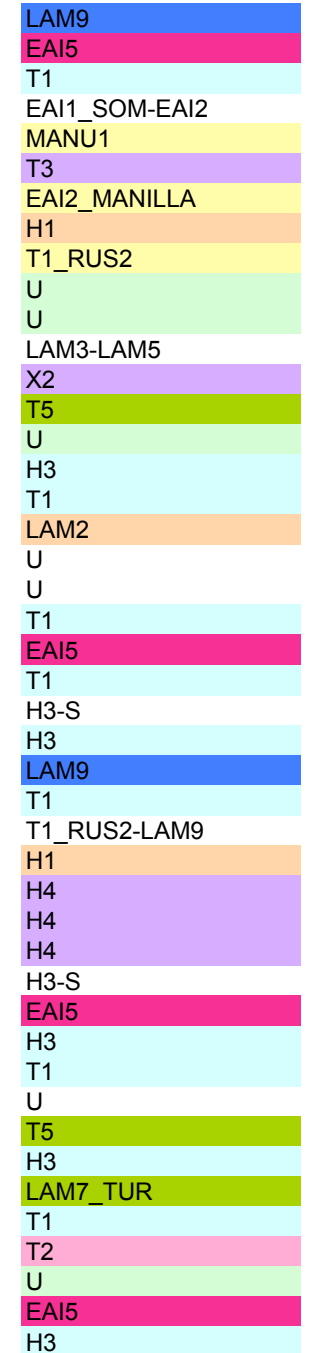 LAM9
EAI5
T1
EAI1_SOM-EAI2
MANU1
T3
EAI2_MANILLA
H1
T1_RUS2
U
U
LAM3-LAM5
X2
T5
U
H3
T1
LAM2
U
U
T1
EAI5
T1
H3-S
H3
LAM9
T1
T1_RUS2-LAM9
H1
H4
H4
H4
H3-S
EAI5
H3
T1
U
T5
H3
LAM7_TUR
T1
T2
U
EAI5
H3